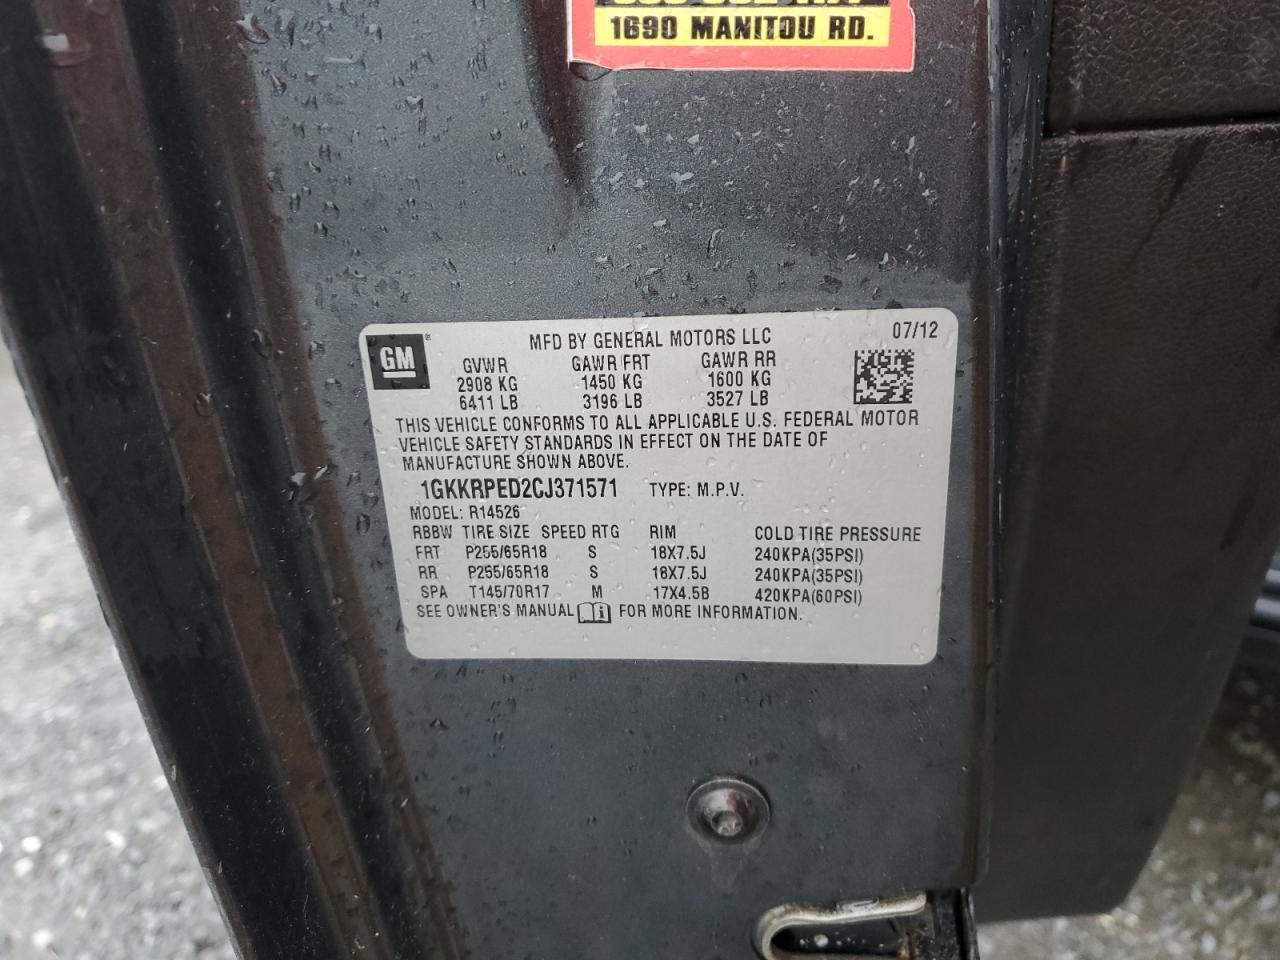 1690 MANITOU RD.
GM
MFD BY GENERAL MOTORS LLC 07/12
GVWR GAWR FRT GAWR RR
2908 KG 1450 KG 1600 KG
6411 LB 3196 LB 3527 LB
THIS VEHICLE CONFORMS TO ALL APPLICABLE U.S. FEDERAL MOTOR
VEHICLE SAFETY STANDARDS IN EFFECT ON THE DATE OF
MANUFACTURE SHOWN ABOVE.
1GKKRPED2CJ371571 TYPE: M.P.V.
MODEL: R14526
RBBW TIRE SIZE SPEED RTG RIM COLD TIRE PRESSURE
FRT P255/65R18 S 18X7.5J 240KPA(35PSI)
RR P255/65R18 S 18X7.5J 240KPA(35PSI)
SPA T145/70R17 M 17X4.5B 420KPA(60PSI)
SEE OWNER'S MANUAL i FOR MORE INFORMATION.